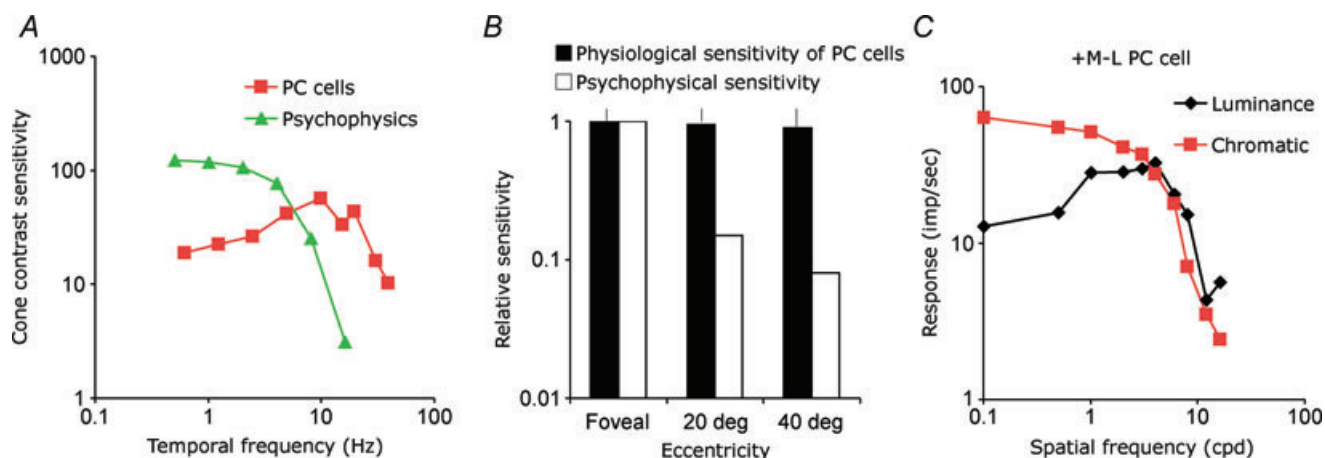 A
1000
100
10
1
0.1
1
10
100
Cone contrast sensitivity
Temporal frequency (Hz)
PC cells
Psychophysics
B
Physiological sensitivity of PC cells
Psychophysical sensitivity
1
0.1
0.01
Relative sensitivity
Foveal
20 deg
40 deg
Eccentricity
C
+M-L PC cell
Luminance
Chromatic
100
10
1
0.1
1
10
100
Response (imp/sec)
Spatial frequency (cpd)